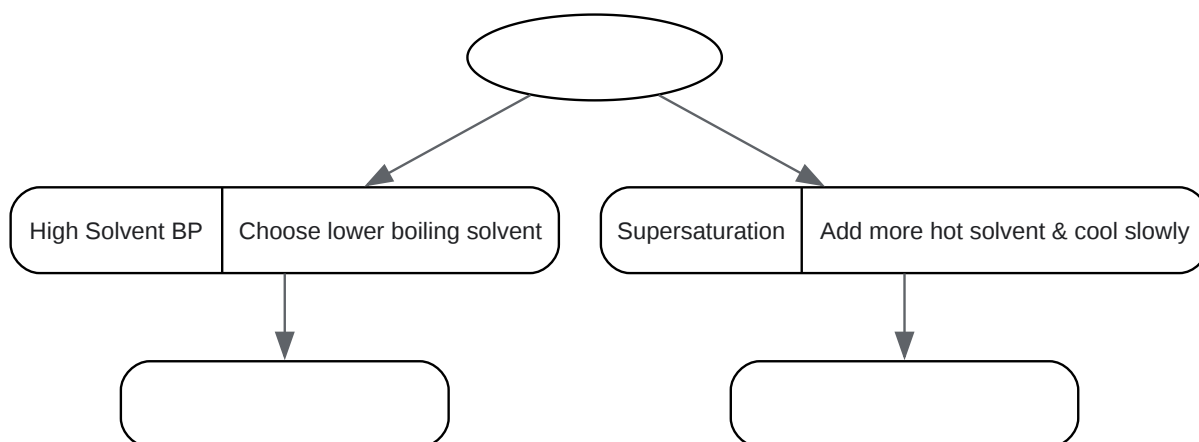 High Solvent BP
Choose lower boiling solvent
Supersaturation
Add more hot solvent & cool slowly